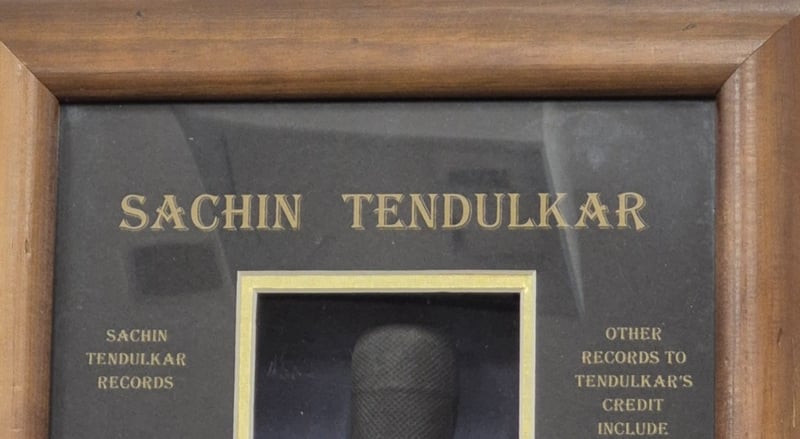 SACHIN TENDULKAR
SACHIN
TENDULKAR
RECORDS
OTHER
RECORDS TO
TENDULKAR'S
CREDIT
INCLUDE